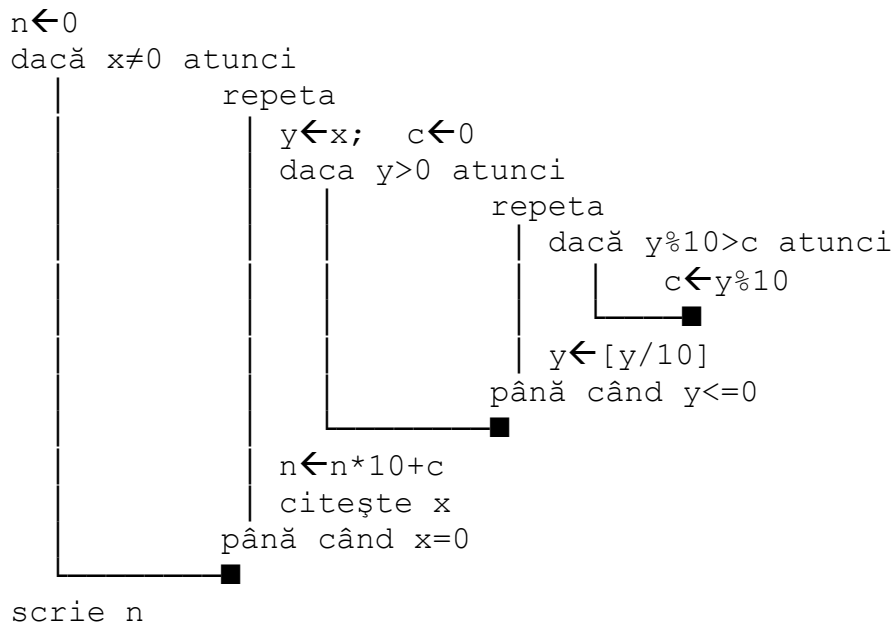 n←0
dacă x≠0 atunci
repeta
y←x; c←0
daca y>0 atunci
repeta
dacă y%10>c atunci
c←y%10
y←[y/10]
până când y<=0
n←n*10+c
citeşte x
până când x=0
scrie n